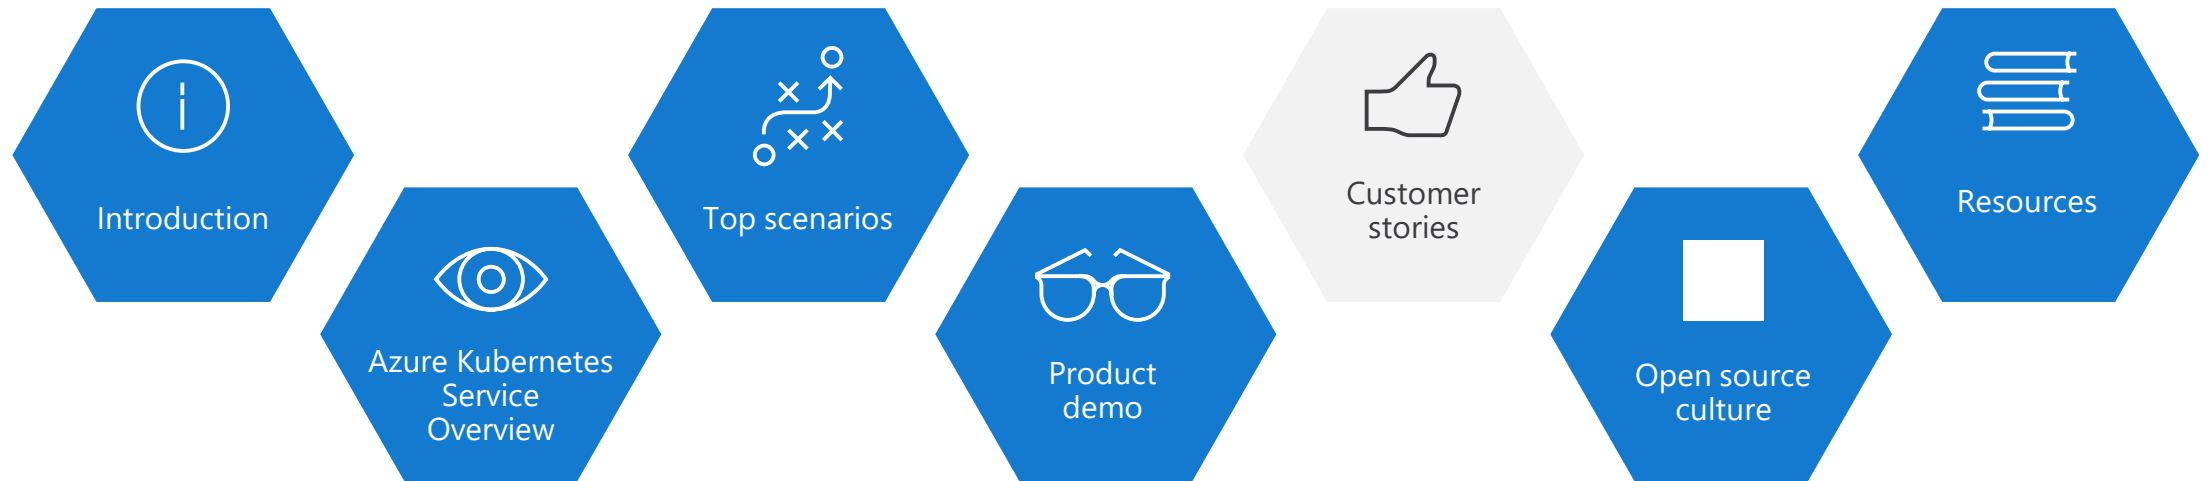 Introduction
Azure Kubernetes
Service
Overview
Top scenarios
Product
demo
Customer
stories
Open source
culture
Resources